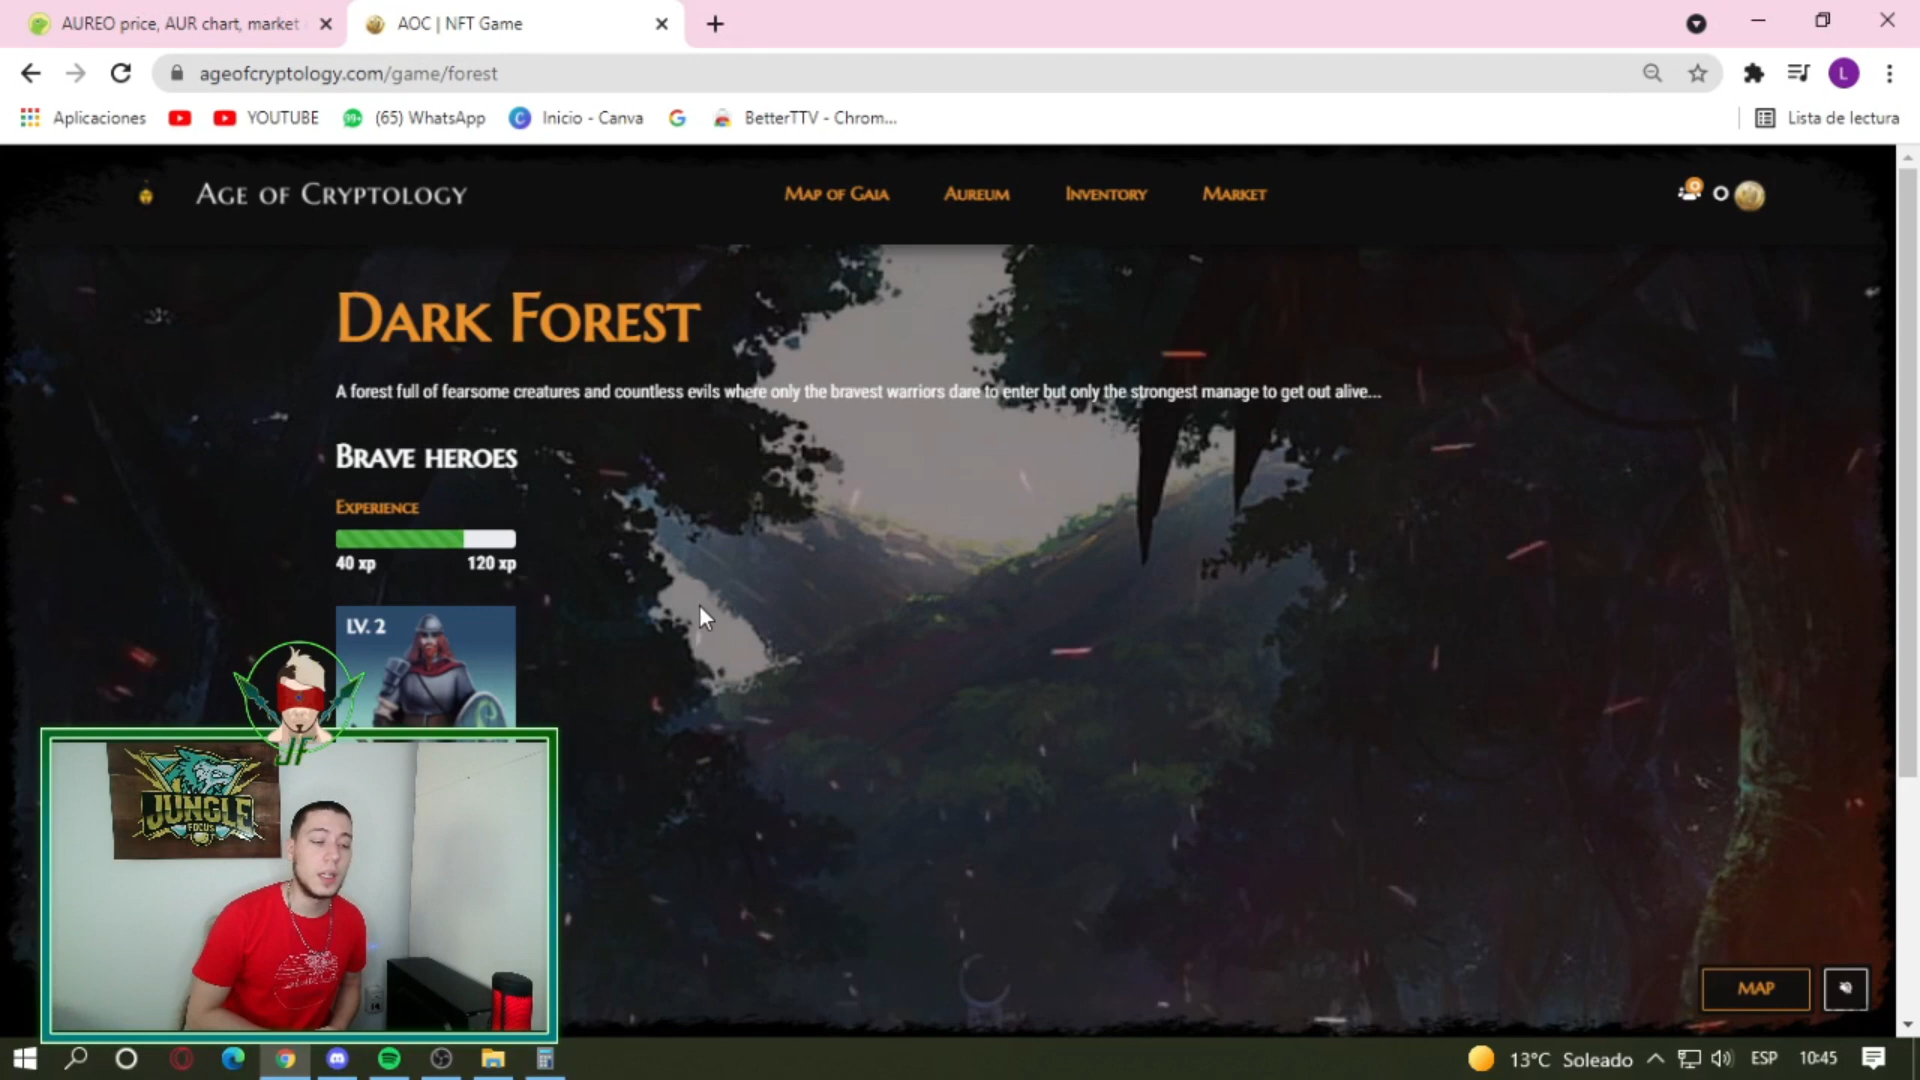 AUREO price, AUR chart, market
AOC | NFT Game
ageofcryptology.com/game/forest
L
Aplicaciones
YOUTUBE
99+
(65) WhatsApp
Inicio - Canva
BetterTTV - Chrom...
Lista de lectura
AGE OF CRYPTOLOGY
MAP OF GAIA
AUREUM
INVENTORY
MARKET
0
DARK FOREST
A forest full of fearsome creatures and countless evils where only the bravest warriors dare to enter but only the strongest manage to get out alive...
BRAVE HEROES
EXPERIENCE
40 xp
120 xp
LV. 2
JF
JUNGLE
FOCUS
MAP
13°C Soleado
ESP
10:45